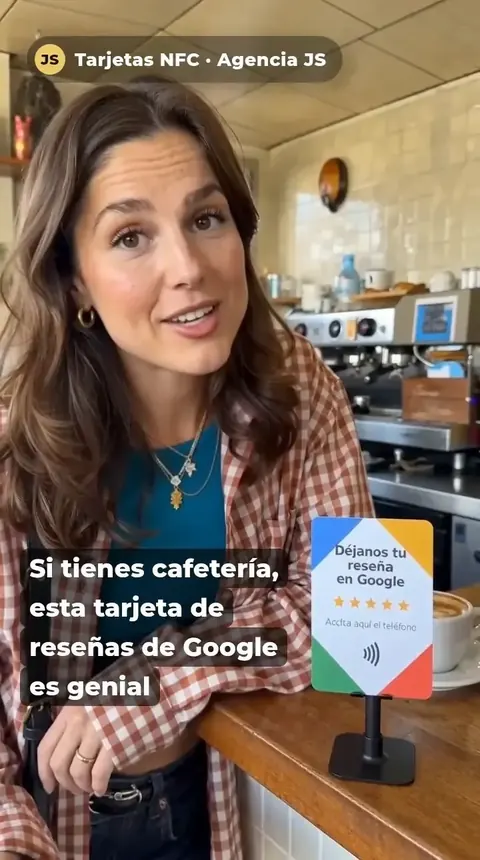 JS Tarjetas NFC · Agencia JS
Si tienes cafetería,
esta tarjeta de
reseñas de Google
es genial
Déjanos tu
reseña
en Google
Accíta aquí el teléfono